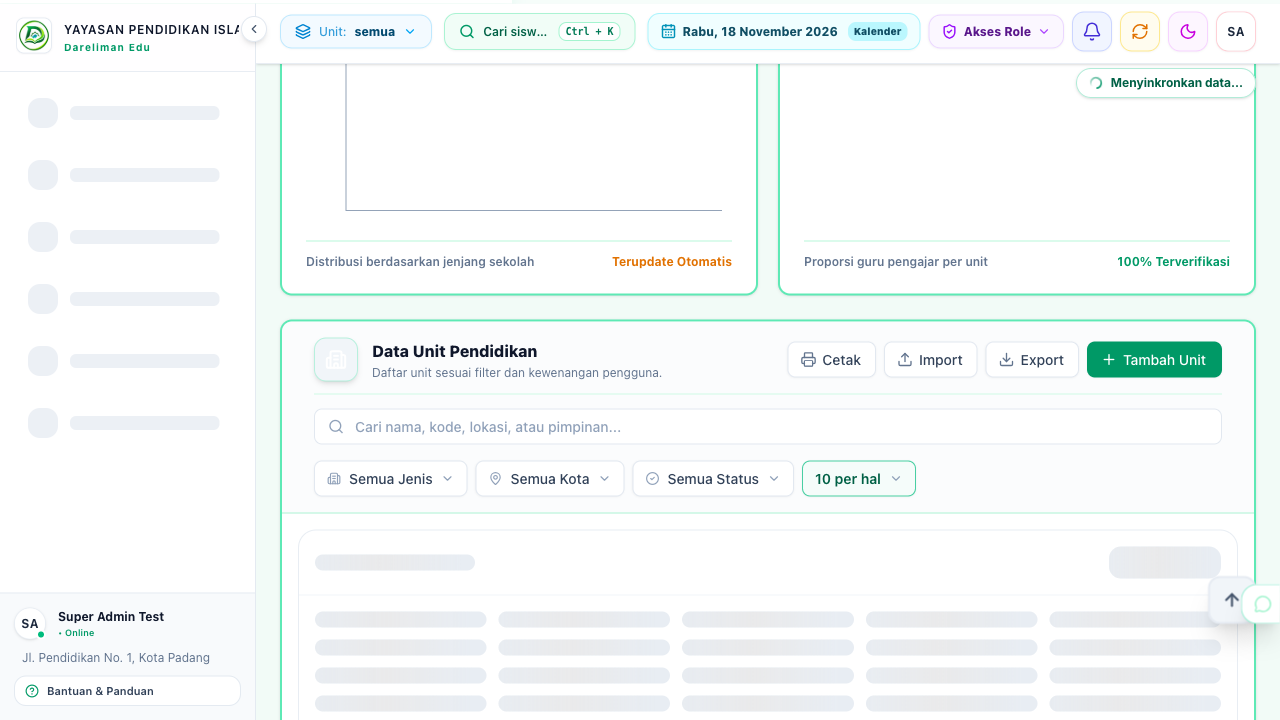 YAYASAN PENDIDIKAN ISLA
Dareliman Edu
Unit: semua
Cari sisw...
Ctrl + K
Rabu, 18 November 2026
Kalender
Akses Role
SA
Menyinkronkan data...
Distribusi berdasarkan jenjang sekolah
Terupdate Otomatis
Proporsi guru pengajar per unit
100% Terverifikasi
Data Unit Pendidikan
Daftar unit sesuai filter dan kewenangan pengguna.
Cetak
Import
Export
Tambah Unit
Cari nama, kode, lokasi, atau pimpinan...
Semua Jenis
Semua Kota
Semua Status
10 per hal
SA
Super Admin Test
• Online
Jl. Pendidikan No. 1, Kota Padang
Bantuan & Panduan